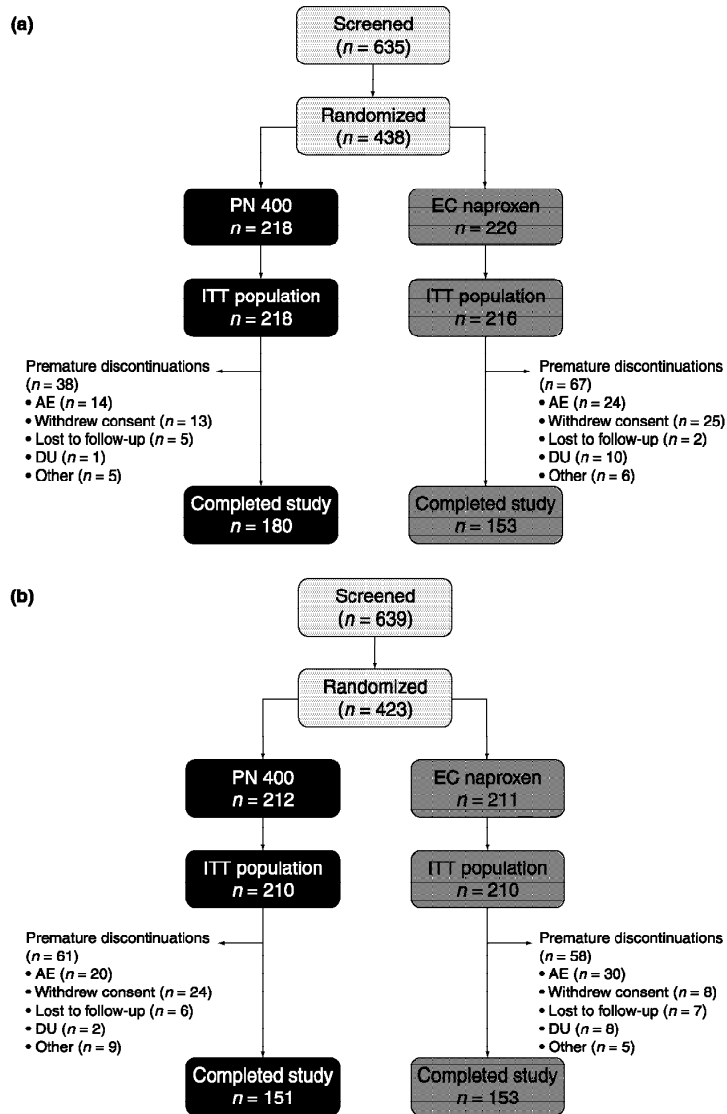 (a)
Screened
(n = 635)
Randomized
(n = 438)
PN 400
n = 218
EC naproxen
n = 220
ITT population
n = 218
ITT population
n = 216
Premature discontinuations
(n = 38)
• AE (n = 14)
• Withdrew consent (n = 13)
• Lost to follow-up (n = 5)
• DU (n = 1)
• Other (n = 5)
Premature discontinuations
(n = 67)
• AE (n = 24)
• Withdrew consent (n = 25)
• Lost to follow-up (n = 2)
• DU (n = 10)
• Other (n = 6)
Completed study
n = 180
Completed study
n = 153
(b)
Screened
(n = 639)
Randomized
(n = 423)
PN 400
n = 212
EC naproxen
n = 211
ITT population
n = 210
ITT population
n = 210
Premature discontinuations
(n = 61)
• AE (n = 20)
• Withdrew consent (n = 24)
• Lost to follow-up (n = 6)
• DU (n = 2)
• Other (n = 9)
Premature discontinuations
(n = 58)
• AE (n = 30)
• Withdrew consent (n = 8)
• Lost to follow-up (n = 7)
• DU (n = 8)
• Other (n = 5)
Completed study
n = 151
Completed study
n = 153